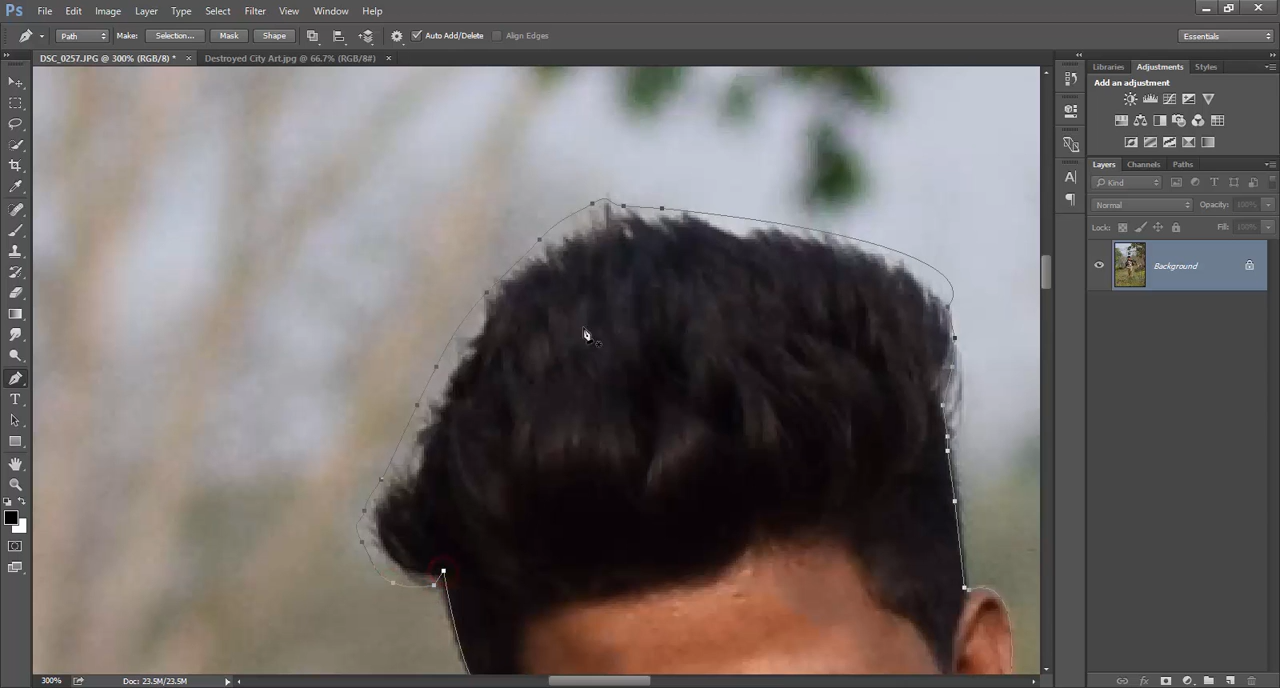 Ps File Edit Image Layer Type Select Filter View Window Help
Path Make: Selection... Mask Shape Auto Add/Delete Align Edges Essentials
DSC_0257.JPG @ 300% (RGB/8) * × Destroyed City Art.jpg @ 66.7% (RGB/8#) ×
Libraries Adjustments Styles
Add an adjustment
Layers Channels Paths
Kind
Normal Opacity: 100%
Lock: Fill: 100%
Background
300% Doc: 23.5M/23.5M